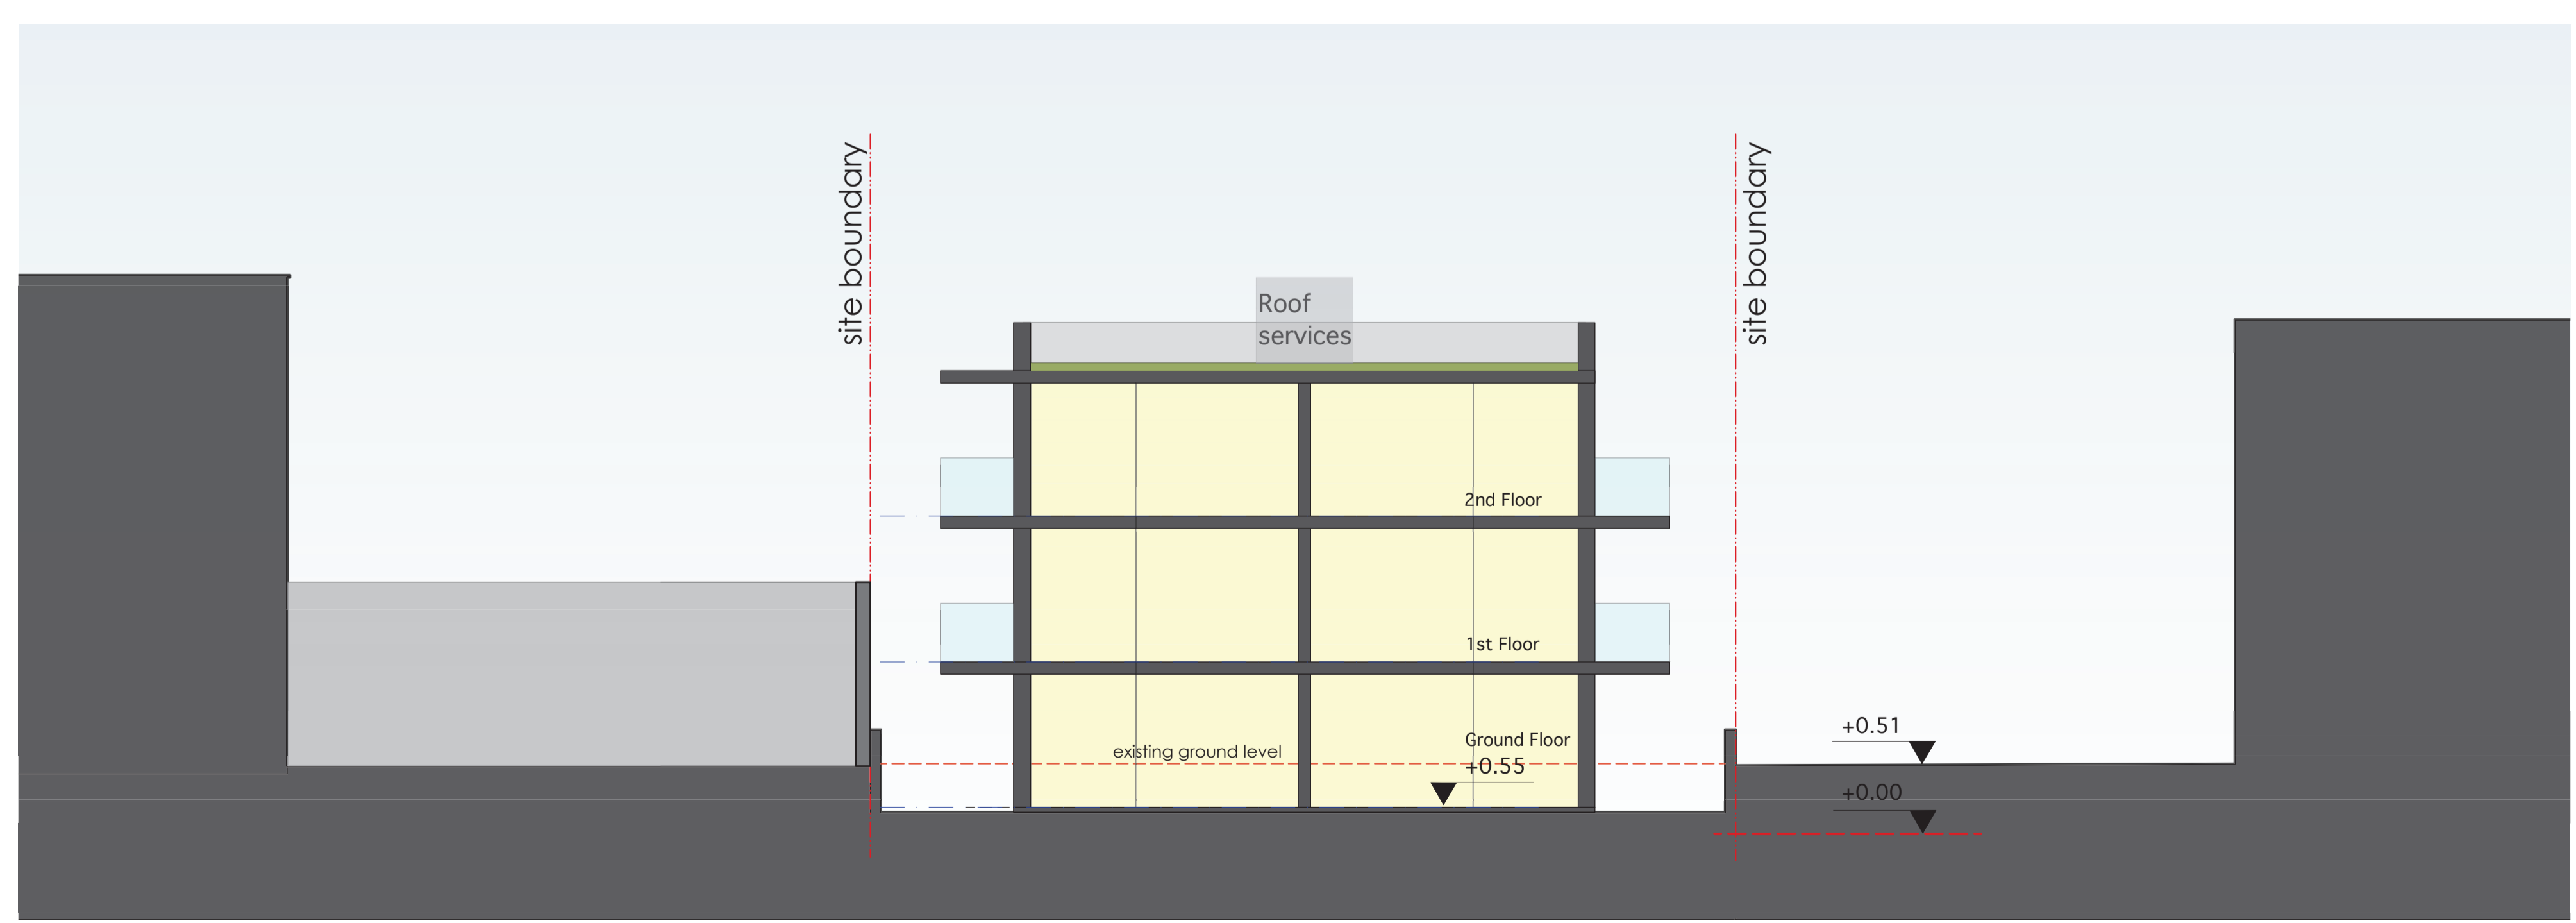 site boundary
site boundary
Roof
services
2nd Floor
1st Floor
Ground Floor
existing ground level
+0.55
+0.51
+0.00